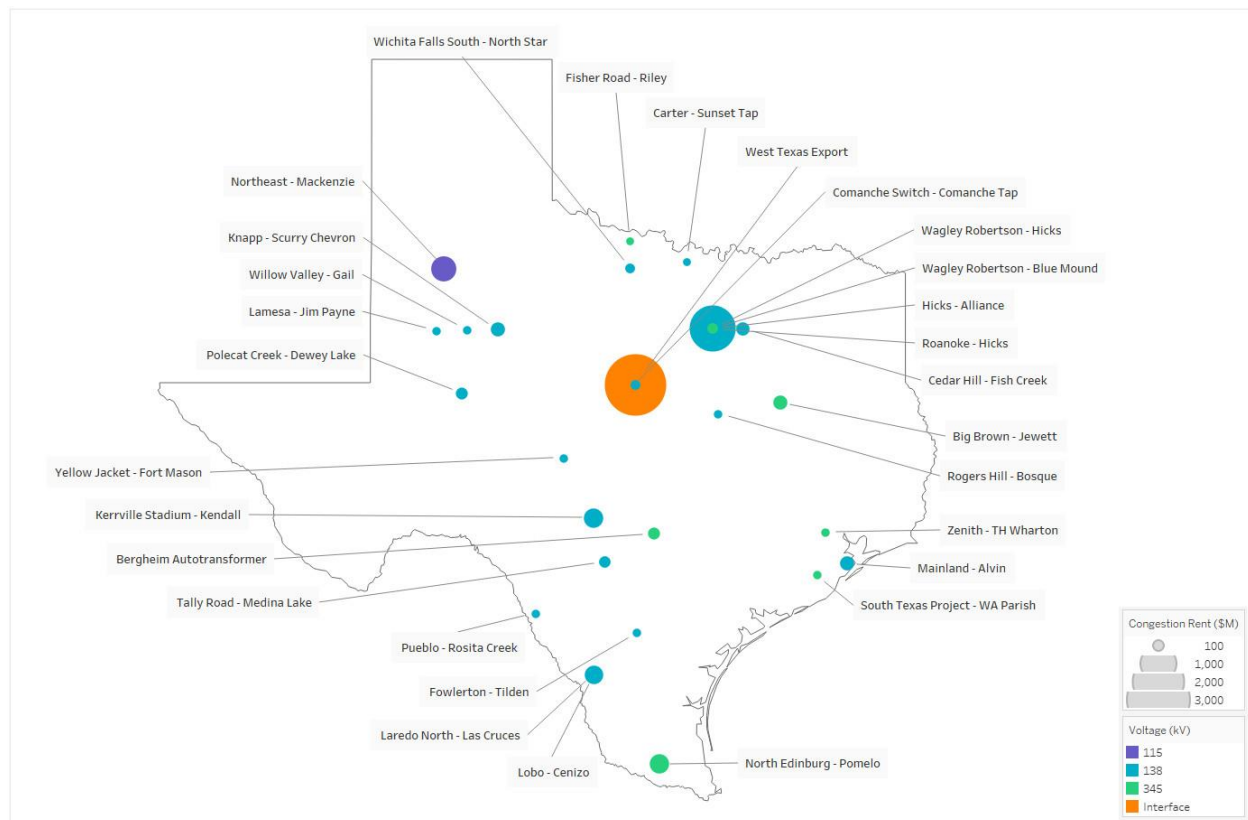 Wichita Falls South - North Star
Fisher Road - Riley
Carter - Sunset Tap
West Texas Export
Northeast - Mackenzie
Comanche Switch - Comanche Tap
Knapp - Scurry Chevron
Wagley Robertson - Hicks
Willow Valley - Gail
Wagley Robertson - Blue Mound
Lamesa - Jim Payne
Hicks - Alliance
Polecat Creek - Dewey Lake
Roanoke - Hicks
Cedar Hill - Fish Creek
Big Brown - Jewett
Yellow Jacket - Fort Mason
Rogers Hill - Bosque
Kerrville Stadium - Kendall
Zenith - TH Wharton
Bergheim Autotransformer
Mainland - Alvin
Tally Road - Medina Lake
South Texas Project - WA Parish
Pueblo - Rosita Creek
Fowlerton - Tilden
Laredo North - Las Cruces
Lobo - Cenizo
North Edinburg - Pomelo
Congestion Rent ($M)
100
1,000
2,000
3,000
Voltage (kV)
115
138
345
Interface